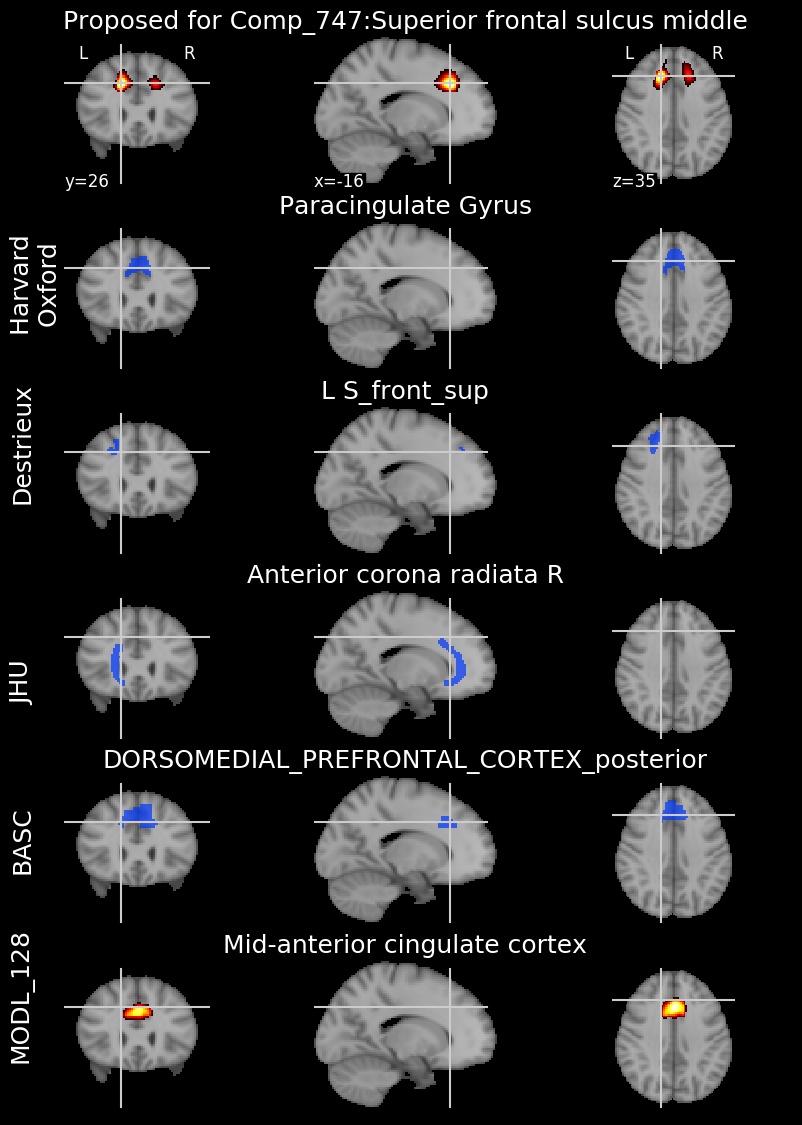 Proposed for Comp_747:Superior frontal sulcus middle
L R
L R
y=26
x=-16
z=35
Paracingulate Gyrus
Harvard
Oxford
L S_front_sup
Destrieux
Anterior corona radiata R
JHU
DORSOMEDIAL_PREFRONTAL_CORTEX_posterior
BASC
Mid-anterior cingulate cortex
MODL_128